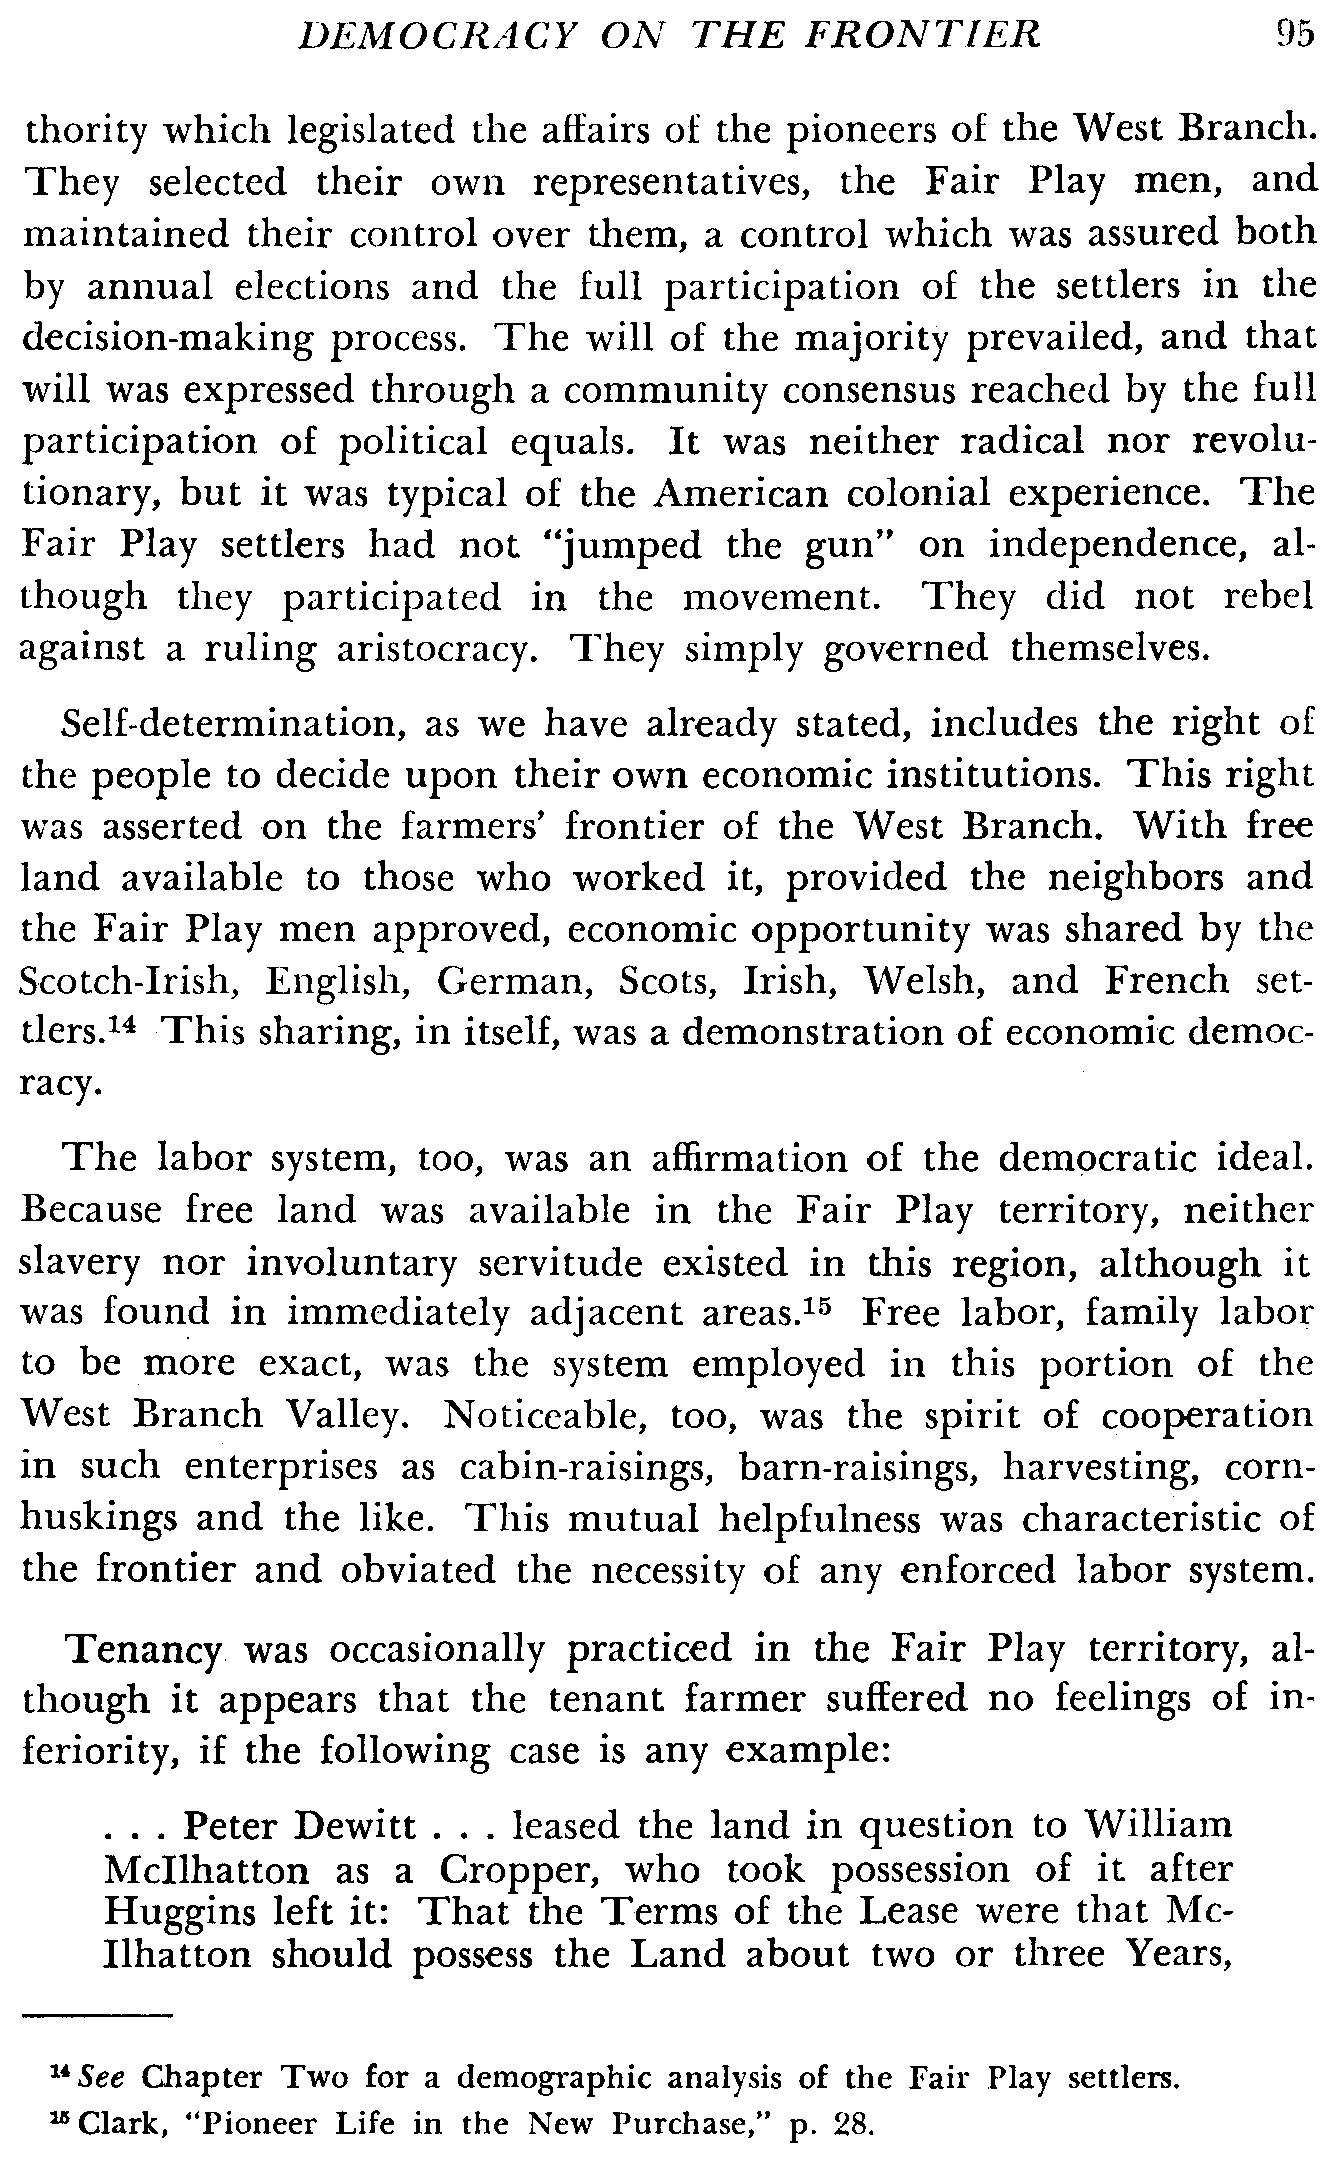 DEMOCRACY ON THE FRONTIER 95
thority which legislated the affairs of the pioneers of the West Branch.
They selected their own representatives, the Fair Play men, and
maintained their control over them, a control which was assured both
by annual elections and the full participation of the settlers in the
decision-making process. The will of the majority prevailed, and that
will was expressed through a community consensus reached by the full
participation of political equals. It was neither radical nor revolu-
tionary, but it was typical of the American colonial experience. The
Fair Play settlers had not “jumped the gun” on independence, al-
though they participated in the movement. They did not rebel
against a ruling aristocracy. They simply governed themselves.
Self-determination, as we have already stated, includes the right of
the people to decide upon their own economic institutions. This right
was asserted on the farmers’ frontier of the West Branch. With free
land available to those who worked it, provided the neighbors and
the Fair Play men approved, economic opportunity was shared by the
Scotch-Irish, English, German, Scots, Irish, Welsh, and French set-
tlers.¹⁴ This sharing, in itself, was a demonstration of economic democ-
racy.
The labor system, too, was an affirmation of the democratic ideal.
Because free land was available in the Fair Play territory, neither
slavery nor involuntary servitude existed in this region, although it
was found in immediately adjacent areas.¹⁵ Free labor, family labor
to be more exact, was the system employed in this portion of the
West Branch Valley. Noticeable, too, was the spirit of cooperation
in such enterprises as cabin-raisings, barn-raisings, harvesting, corn-
huskings and the like. This mutual helpfulness was characteristic of
the frontier and obviated the necessity of any enforced labor system.
Tenancy was occasionally practiced in the Fair Play territory, al-
though it appears that the tenant farmer suffered no feelings of in-
feriority, if the following case is any example:
. . . Peter Dewitt . . . leased the land in question to William
McIlhatton as a Cropper, who took possession of it after
Huggins left it: That the Terms of the Lease were that Mc-
Ilhatton should possess the Land about two or three Years,
¹⁴ See Chapter Two for a demographic analysis of the Fair Play settlers.
¹⁵ Clark, “Pioneer Life in the New Purchase,” p. 28.